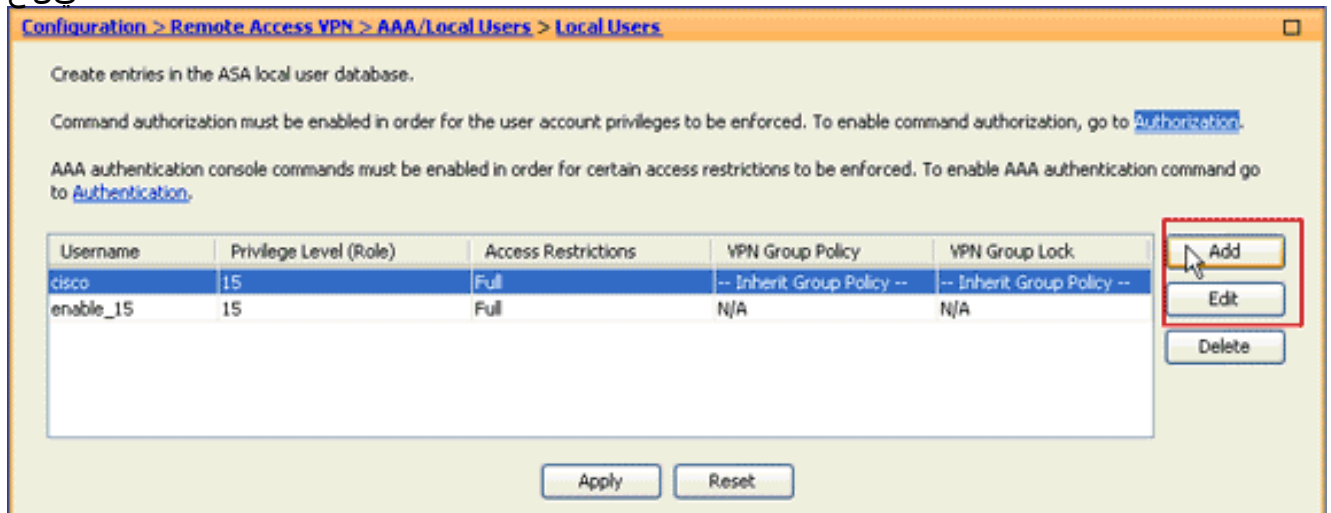 Configuration > Remote Access VPN > AAA/Local Users > Local Users
Create entries in the ASA local user database.
Command authorization must be enabled in order for the user account privileges to be enforced. To enable command authorization, go to Authorization.
AAA authentication console commands must be enabled in order for certain access restrictions to be enforced. To enable AAA authentication command go
to Authentication.
Username Privilege Level (Role) Access Restrictions VPN Group Policy VPN Group Lock
cisco 15 Full -- Inherit Group Policy -- -- Inherit Group Policy --
enable_15 15 Full N/A N/A
Add
Edit
Delete
Apply Reset